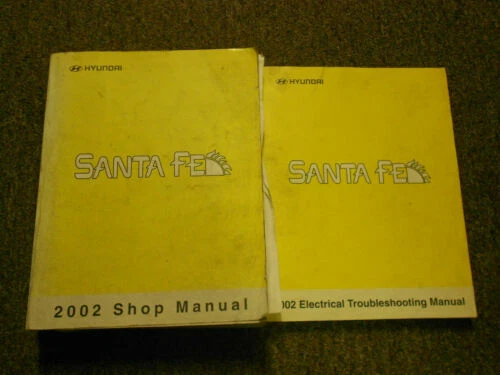 HYUNDAI
SANTA FE
2002 Shop Manual
HYUNDAI
SANTA FE
002 Electrical Troubleshooting Manual